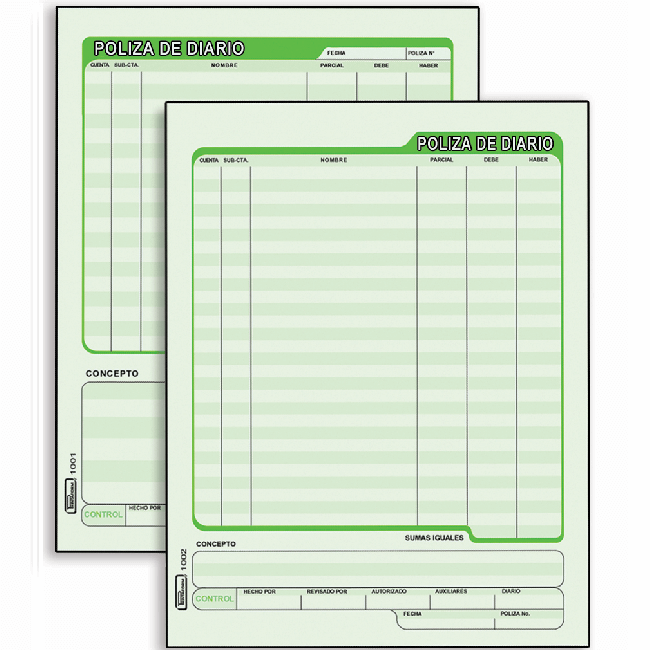 POLIZA DE DIARIO
FECHA POLIZA Nº
CUENTA SUB-CTA. NOMBRE PARCIAL DEBE HABER
CONCEPTO
1001
CONTROL HECHO POR
POLIZA DE DIARIO
CUENTA SUB-CTA. NOMBRE PARCIAL DEBE HABER
SUMAS IGUALES
CONCEPTO
1002
CONTROL HECHO POR REVISADO POR AUTORIZADO AUXILIARES DIARIO
FECHA POLIZA No.